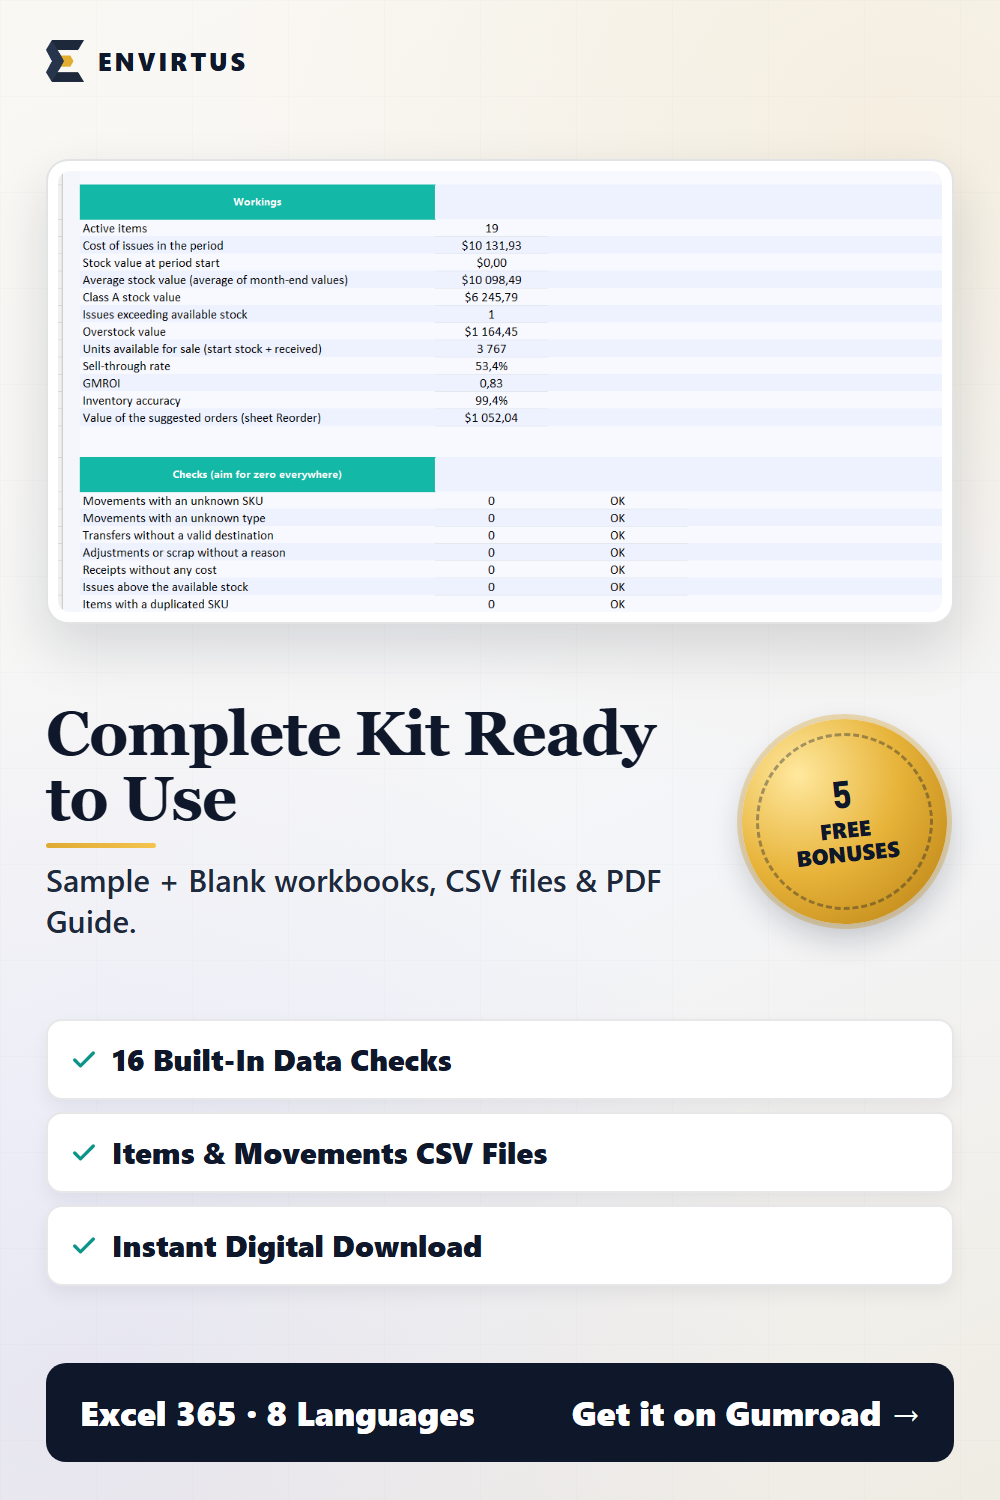 ENVIRTUS
Workings
Active items 19
Cost of issues in the period $10 131,93
Stock value at period start $0,00
Average stock value (average of month-end values) $10 098,49
Class A stock value $6 245,79
Issues exceeding available stock 1
Overstock value $1 164,45
Units available for sale (start stock + received) 3 767
Sell-through rate 53,4%
GMROI 0,83
Inventory accuracy 99,4%
Value of the suggested orders (sheet Reorder) $1 052,04
Checks (aim for zero everywhere)
Movements with an unknown SKU 0 OK
Movements with an unknown type 0 OK
Transfers without a valid destination 0 OK
Adjustments or scrap without a reason 0 OK
Receipts without any cost 0 OK
Issues above the available stock 0 OK
Items with a duplicated SKU 0 OK
Complete Kit Ready
to Use
Sample + Blank workbooks, CSV files & PDF
Guide.
5
FREE
BONUSES
16 Built-In Data Checks
Items & Movements CSV Files
Instant Digital Download
Excel 365 · 8 Languages
Get it on Gumroad →